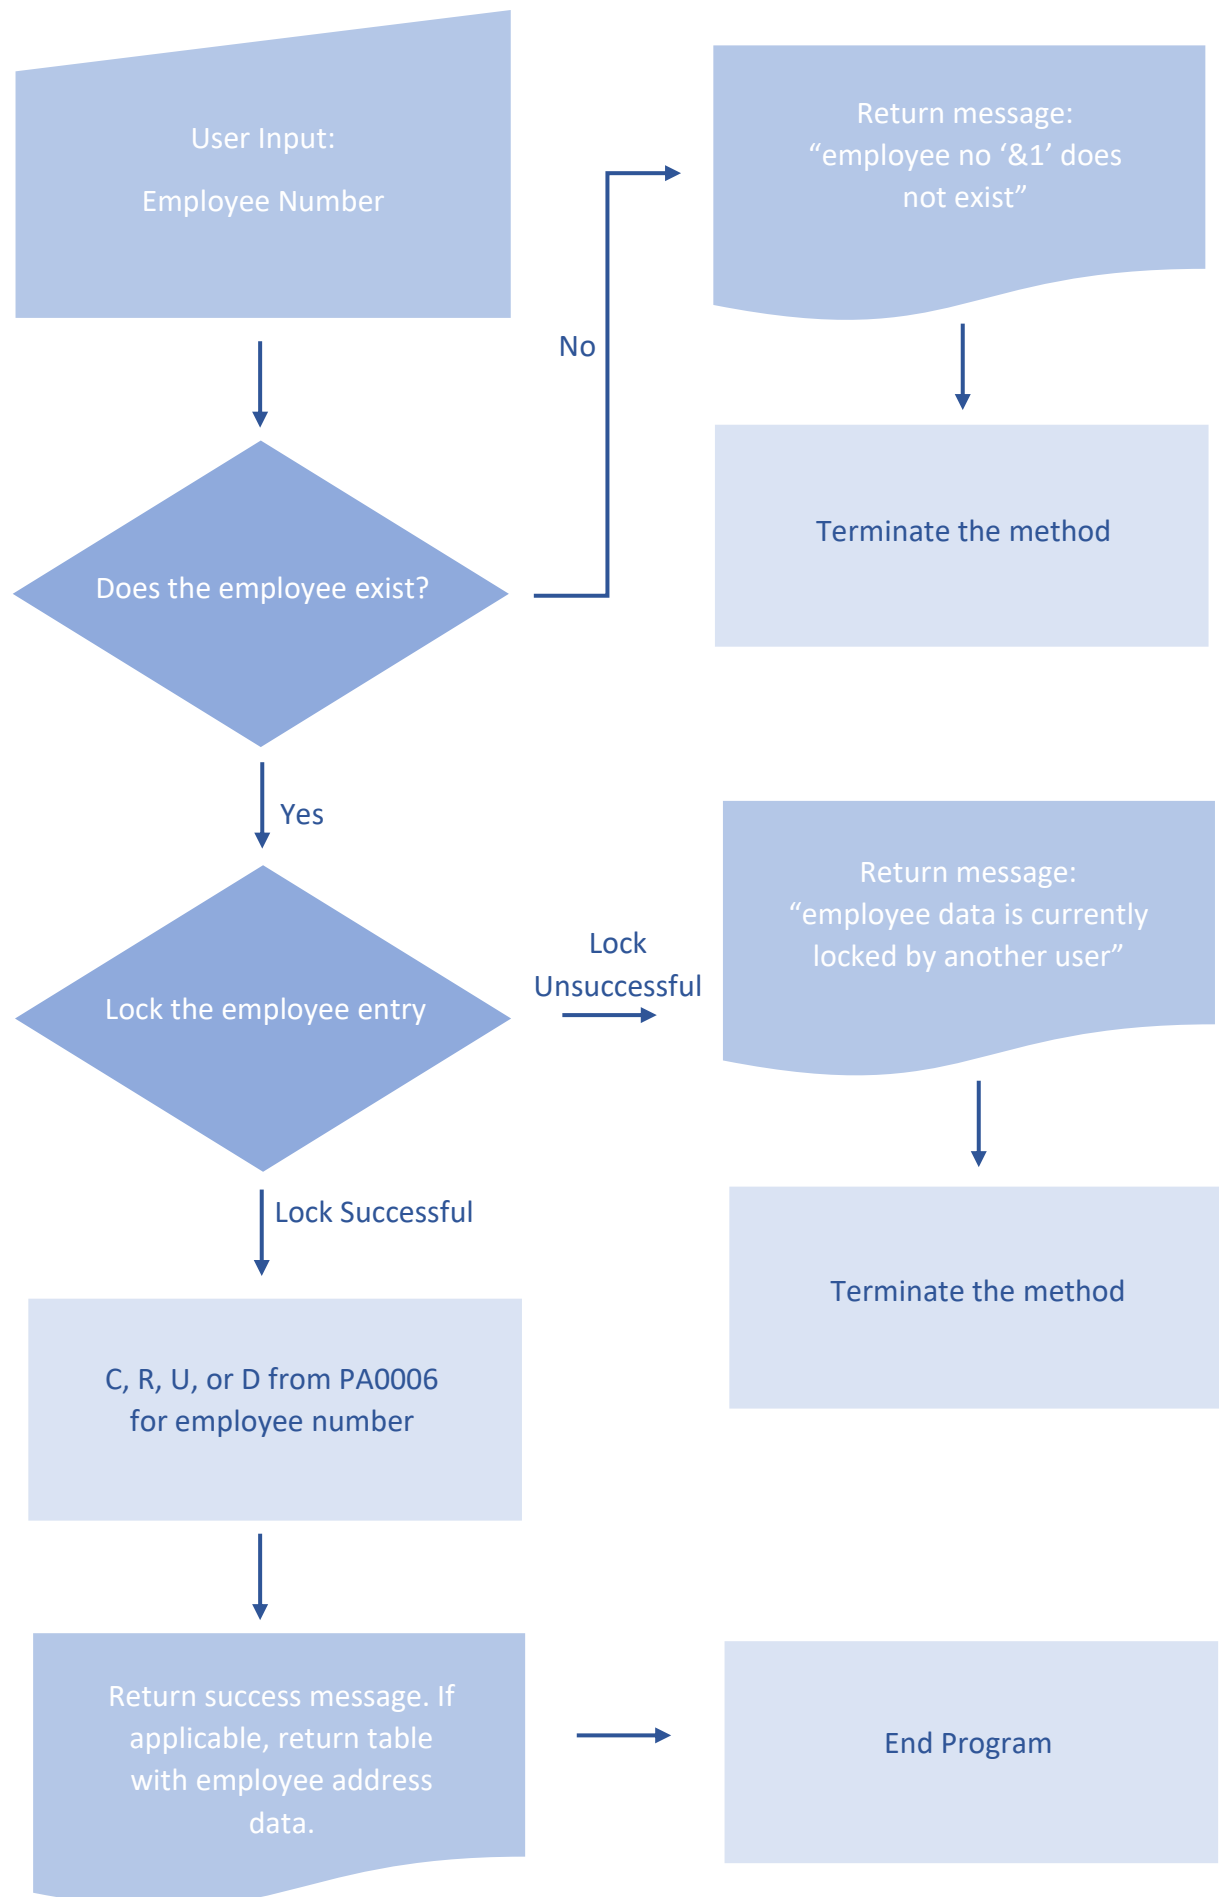 User Input:
Employee Number
Return message:
“employee no ‘&1’ does
not exist”
No
Terminate the method
Does the employee exist?
Yes
Return message:
“employee data is currently
locked by another user”
Lock
Unsuccessful
Lock the employee entry
Lock Successful
Terminate the method
C, R, U, or D from PA0006
for employee number
Return success message. If
applicable, return table
with employee address
data.
End Program